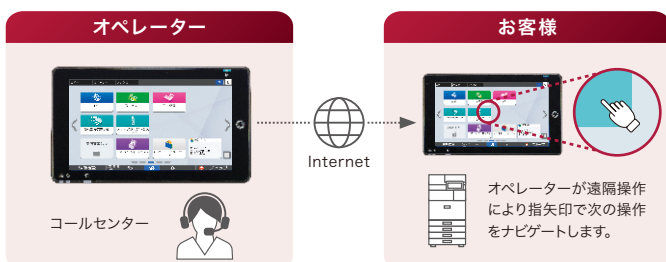 オペレーター
お客様
Internet
コールセンター
オペレーターが遠隔操作
により指矢印で次の操作
をナビゲートします。